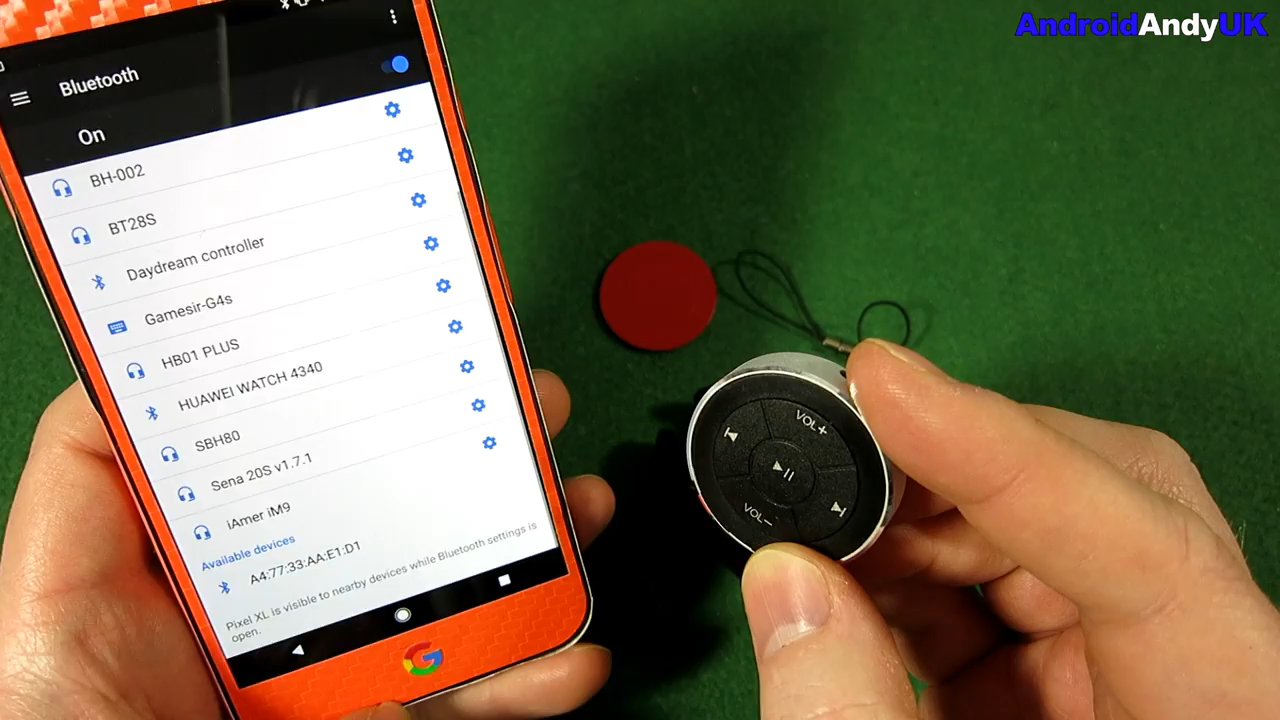 AndroidAndyUK
Bluetooth
On
BH-002
BT28S
Daydream controller
Gamesir-G4s
HB01 PLUS
HUAWEI WATCH 4340
SBH80
Sena 20S v1.7.1
iAmer iM9
Available devices
A4:77:33:AA:E1:D1
Pixel XL is visible to nearby devices while Bluetooth settings is
open.
VOL+
VOL−